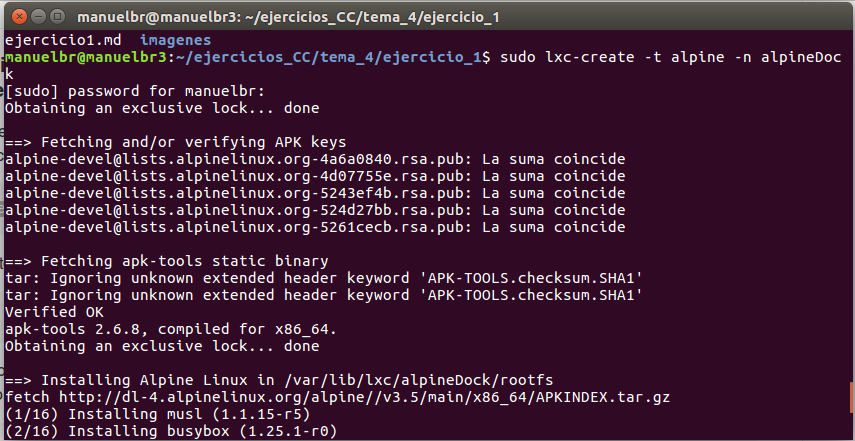 manuelbr@manuelbr3: ~/ejercicios_CC/tema_4/ejercicio_1
ejercicio1.md  imagenes
manuelbr@manuelbr3:~/ejercicios_CC/tema_4/ejercicio_1$ sudo lxc-create -t alpine -n alpineDoc
k
[sudo] password for manuelbr:
Obtaining an exclusive lock... done

==> Fetching and/or verifying APK keys
alpine-devel@lists.alpinelinux.org-4a6a0840.rsa.pub: La suma coincide
alpine-devel@lists.alpinelinux.org-4d07755e.rsa.pub: La suma coincide
alpine-devel@lists.alpinelinux.org-5243ef4b.rsa.pub: La suma coincide
alpine-devel@lists.alpinelinux.org-524d27bb.rsa.pub: La suma coincide
alpine-devel@lists.alpinelinux.org-5261cecb.rsa.pub: La suma coincide

==> Fetching apk-tools static binary
tar: Ignoring unknown extended header keyword 'APK-TOOLS.checksum.SHA1'
tar: Ignoring unknown extended header keyword 'APK-TOOLS.checksum.SHA1'
Verified OK
apk-tools 2.6.8, compiled for x86_64.
Obtaining an exclusive lock... done

==> Installing Alpine Linux in /var/lib/lxc/alpineDock/rootfs
fetch http://dl-4.alpinelinux.org/alpine//v3.5/main/x86_64/APKINDEX.tar.gz
(1/16) Installing musl (1.1.15-r5)
(2/16) Installing busybox (1.25.1-r0)